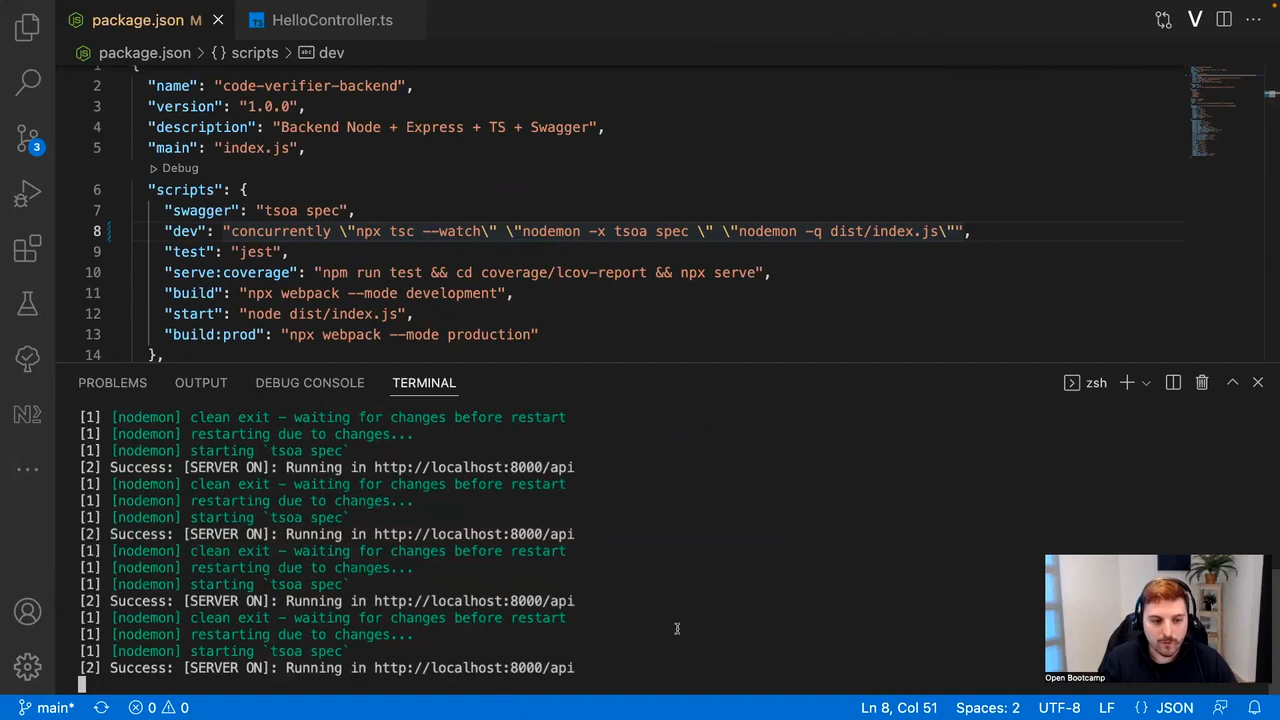 package.json M
TS HelloController.ts
package.json > {} scripts > abc dev
1 {
2 "name": "code-verifier-backend",
3 "version": "1.0.0",
4 "description": "Backend Node + Express + TS + Swagger",
5 "main": "index.js",
Debug
6 "scripts": {
7 "swagger": "tsoa spec",
8 "dev": "concurrently \"npx tsc --watch\" \"nodemon -x tsoa spec \" \"nodemon -q dist/index.js\"",
9 "test": "jest",
10 "serve:coverage": "npm run test && cd coverage/lcov-report && npx serve",
11 "build": "npx webpack --mode development",
12 "start": "node dist/index.js",
13 "build:prod": "npx webpack --mode production"
14 },
3
PROBLEMS OUTPUT DEBUG CONSOLE TERMINAL zsh
[1] [nodemon] clean exit - waiting for changes before restart
[1] [nodemon] restarting due to changes...
[1] [nodemon] starting `tsoa spec`
[2] Success: [SERVER ON]: Running in http://localhost:8000/api
[1] [nodemon] clean exit - waiting for changes before restart
[1] [nodemon] restarting due to changes...
[1] [nodemon] starting `tsoa spec`
[2] Success: [SERVER ON]: Running in http://localhost:8000/api
[1] [nodemon] clean exit - waiting for changes before restart
[1] [nodemon] restarting due to changes...
[1] [nodemon] starting `tsoa spec`
[2] Success: [SERVER ON]: Running in http://localhost:8000/api
[1] [nodemon] clean exit - waiting for changes before restart
[1] [nodemon] restarting due to changes...
[1] [nodemon] starting `tsoa spec`
[2] Success: [SERVER ON]: Running in http://localhost:8000/api
Open Bootcamp
main* 0 0 Ln 8, Col 51 Spaces: 2 UTF-8 LF {} JSON